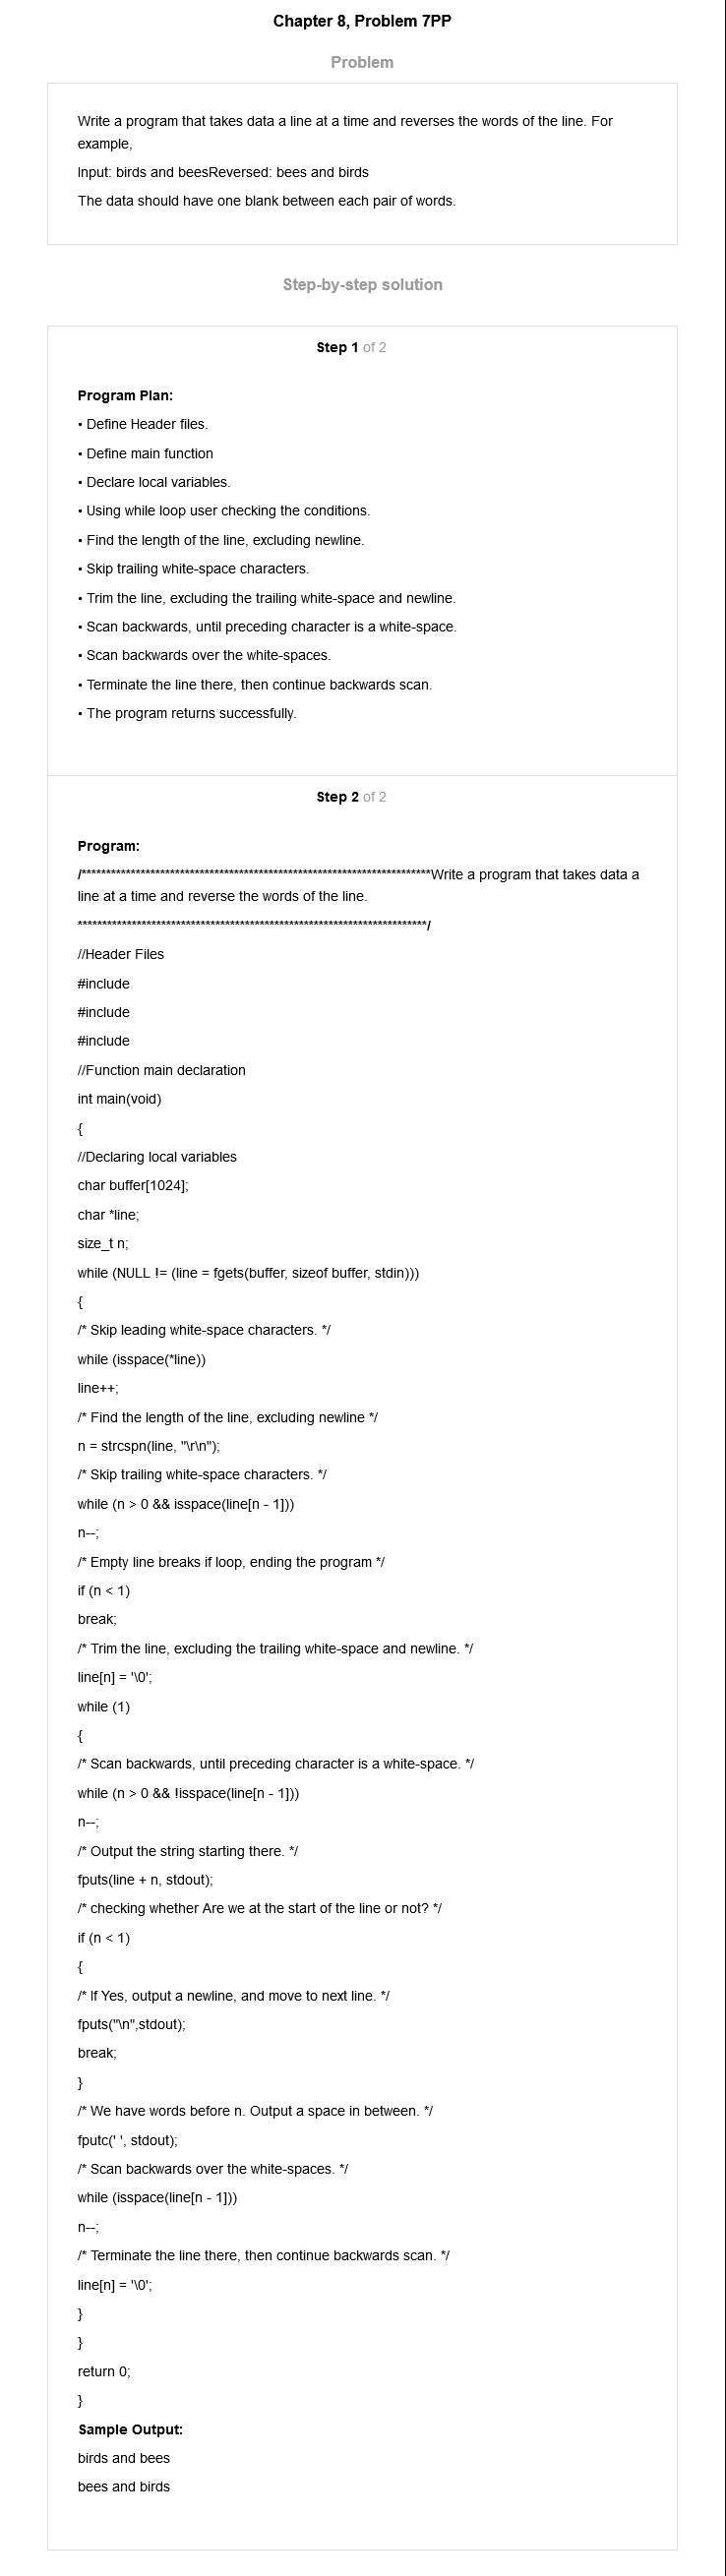 Chapter 8, Problem 7PP
Problem
Write a program that takes data a line at a time and reverses the words of the line. For
example,
Input: birds and beesReversed: bees and birds
The data should have one blank between each pair of words.
Step-by-step solution
Step 1 of 2
Program Plan:
• Define Header files.
• Define main function
• Declare local variables.
• Using while loop user checking the conditions.
• Find the length of the line, excluding newline.
• Skip trailing white-space characters.
• Trim the line, excluding the trailing white-space and newline.
• Scan backwards, until preceding character is a white-space.
• Scan backwards over the white-spaces.
• Terminate the line there, then continue backwards scan.
• The program returns successfully.
Step 2 of 2
Program:
/***********************************************************************Write a program that takes data a
line at a time and reverse the words of the line.
***********************************************************************/
//Header Files
#include
#include
#include
//Function main declaration
int main(void)
{
//Declaring local variables
char buffer[1024];
char *line;
size_t n;
while (NULL != (line = fgets(buffer, sizeof buffer, stdin)))
{
/* Skip leading white-space characters. */
while (isspace(*line))
line++;
/* Find the length of the line, excluding newline */
n = strcspn(line, "\r\n");
/* Skip trailing white-space characters. */
while (n > 0 && isspace(line[n - 1]))
n--;
/* Empty line breaks if loop, ending the program */
if (n < 1)
break;
/* Trim the line, excluding the trailing white-space and newline. */
line[n] = '\0';
while (1)
{
/* Scan backwards, until preceding character is a white-space. */
while (n > 0 && !isspace(line[n - 1]))
n--;
/* Output the string starting there. */
fputs(line + n, stdout);
/* checking whether Are we at the start of the line or not? */
if (n < 1)
{
/* If Yes, output a newline, and move to next line. */
fputs("\n",stdout);
break;
}
/* We have words before n. Output a space in between. */
fputc(' ', stdout);
/* Scan backwards over the white-spaces. */
while (isspace(line[n - 1]))
n--;
/* Terminate the line there, then continue backwards scan. */
line[n] = '\0';
}
}
return 0;
}
Sample Output:
birds and bees
bees and birds